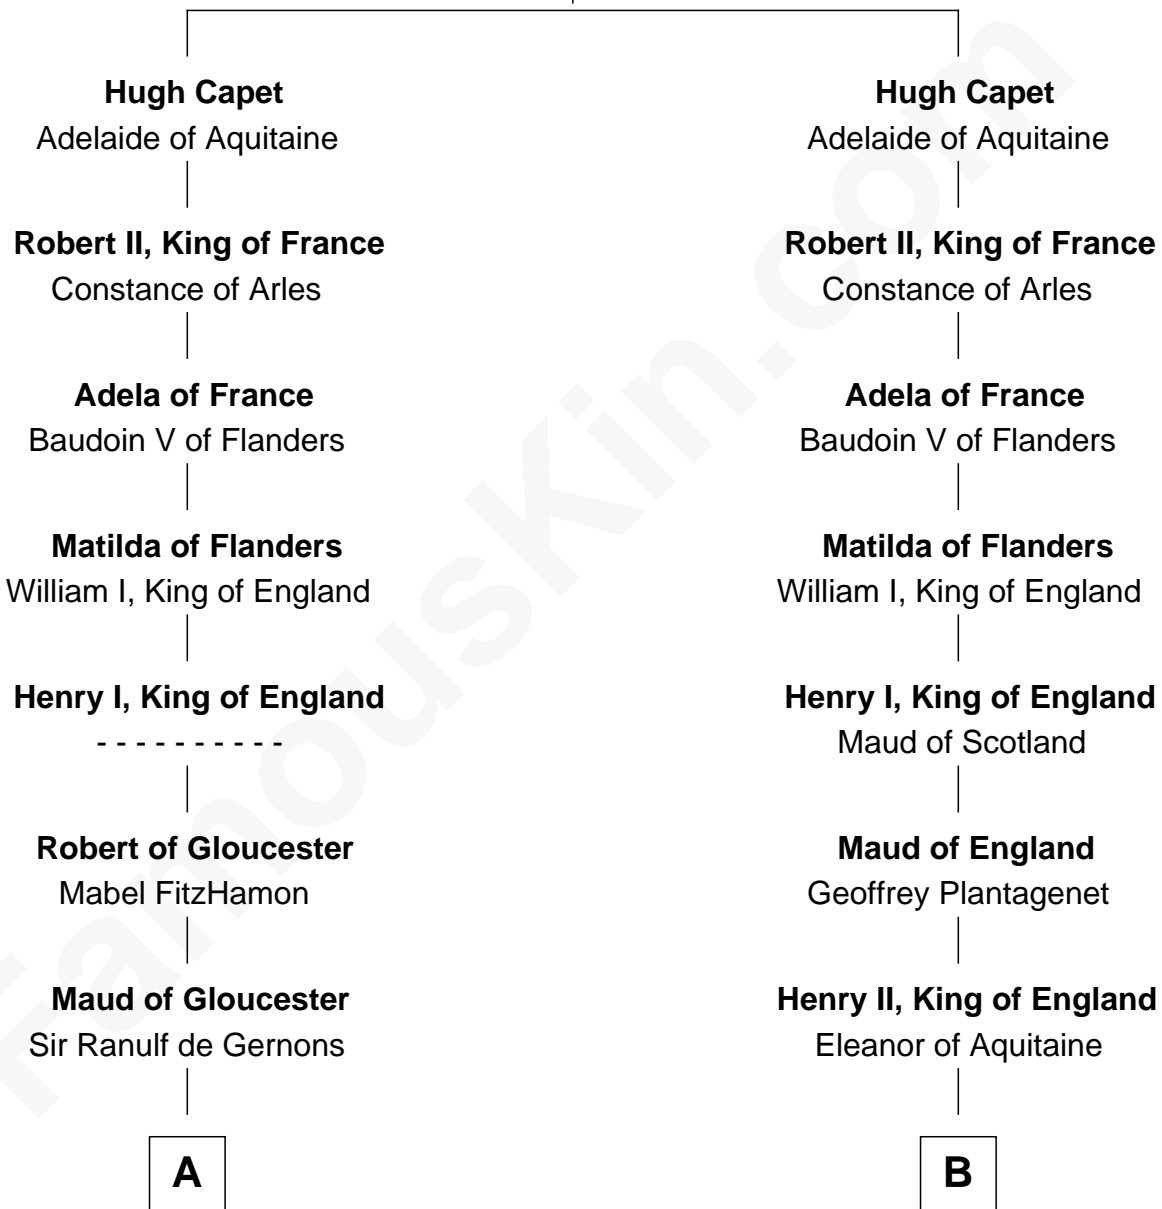 Hugh Capet
Adelaide of Aquitaine
Robert II, King of France
Constance of Arles
Adela of France
Baudoin V of Flanders
Matilda of Flanders
William I, King of England
Henry I, King of England
- - - - - - - - - -
Robert of Gloucester
Mabel FitzHamon
Maud of Gloucester
Sir Ranulf de Gernons
A
Hugh Capet
Adelaide of Aquitaine
Robert II, King of France
Constance of Arles
Adela of France
Baudoin V of Flanders
Matilda of Flanders
William I, King of England
Henry I, King of England
Maud of Scotland
Maud of England
Geoffrey Plantagenet
Henry II, King of England
Eleanor of Aquitaine
B
FamousKin.com